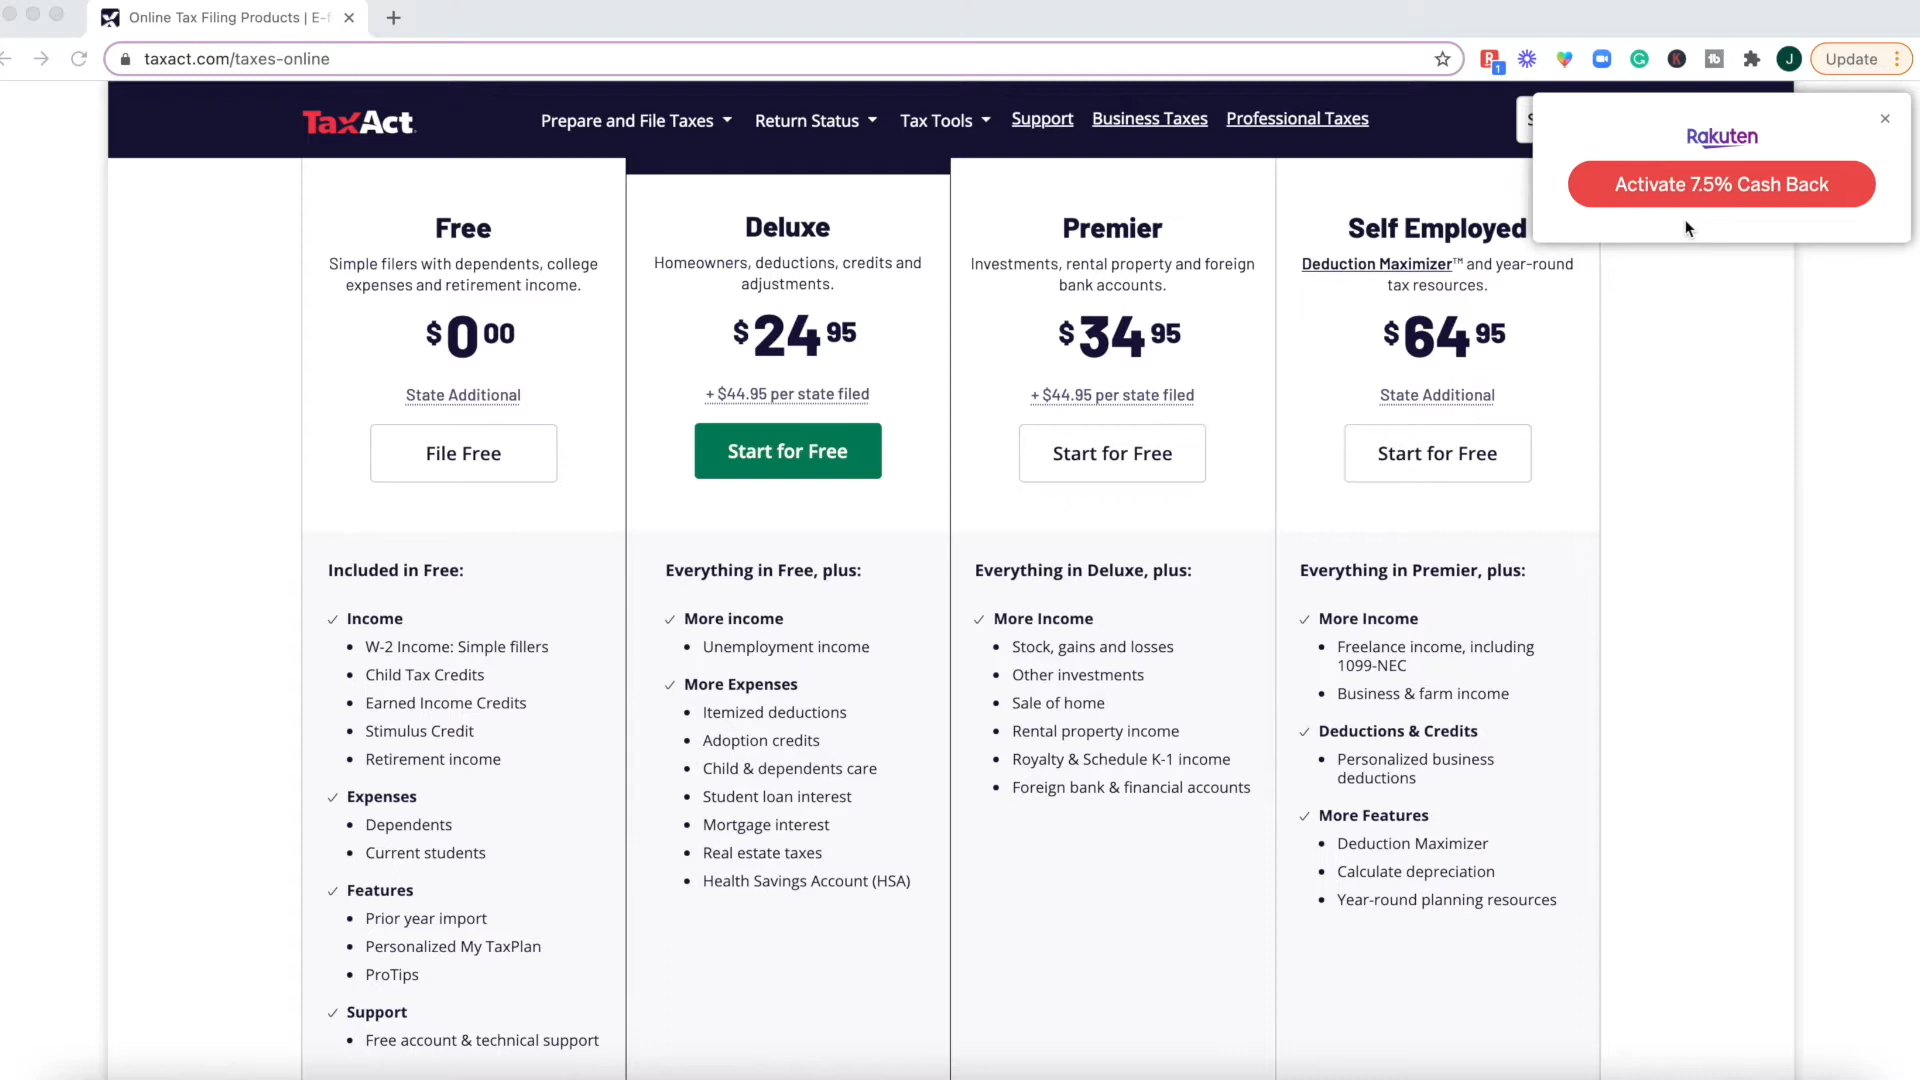 Online Tax Filing Products | E-f
taxact.com/taxes-online
1
J
Update
TaxAct.
Prepare and File Taxes
Return Status
Tax Tools
Support
Business Taxes
Professional Taxes
Rakuten
Activate 7.5% Cash Back
Free
Simple filers with dependents, college
expenses and retirement income.
$0 00
State Additional
File Free
Included in Free:
Income
W-2 Income: Simple fillers
Child Tax Credits
Earned Income Credits
Stimulus Credit
Retirement income
Expenses
Dependents
Current students
Features
Prior year import
Personalized My TaxPlan
ProTips
Support
Free account & technical support
Deluxe
Homeowners, deductions, credits and
adjustments.
$24 95
+ $44.95 per state filed
Start for Free
Everything in Free, plus:
More income
Unemployment income
More Expenses
Itemized deductions
Adoption credits
Child & dependents care
Student loan interest
Mortgage interest
Real estate taxes
Health Savings Account (HSA)
Premier
Investments, rental property and foreign
bank accounts.
$34 95
+ $44.95 per state filed
Start for Free
Everything in Deluxe, plus:
More Income
Stock, gains and losses
Other investments
Sale of home
Rental property income
Royalty & Schedule K-1 income
Foreign bank & financial accounts
Self Employed
Deduction Maximizer™ and year-round
tax resources.
$64 95
State Additional
Start for Free
Everything in Premier, plus:
More Income
Freelance income, including
1099-NEC
Business & farm income
Deductions & Credits
Personalized business
deductions
More Features
Deduction Maximizer
Calculate depreciation
Year-round planning resources